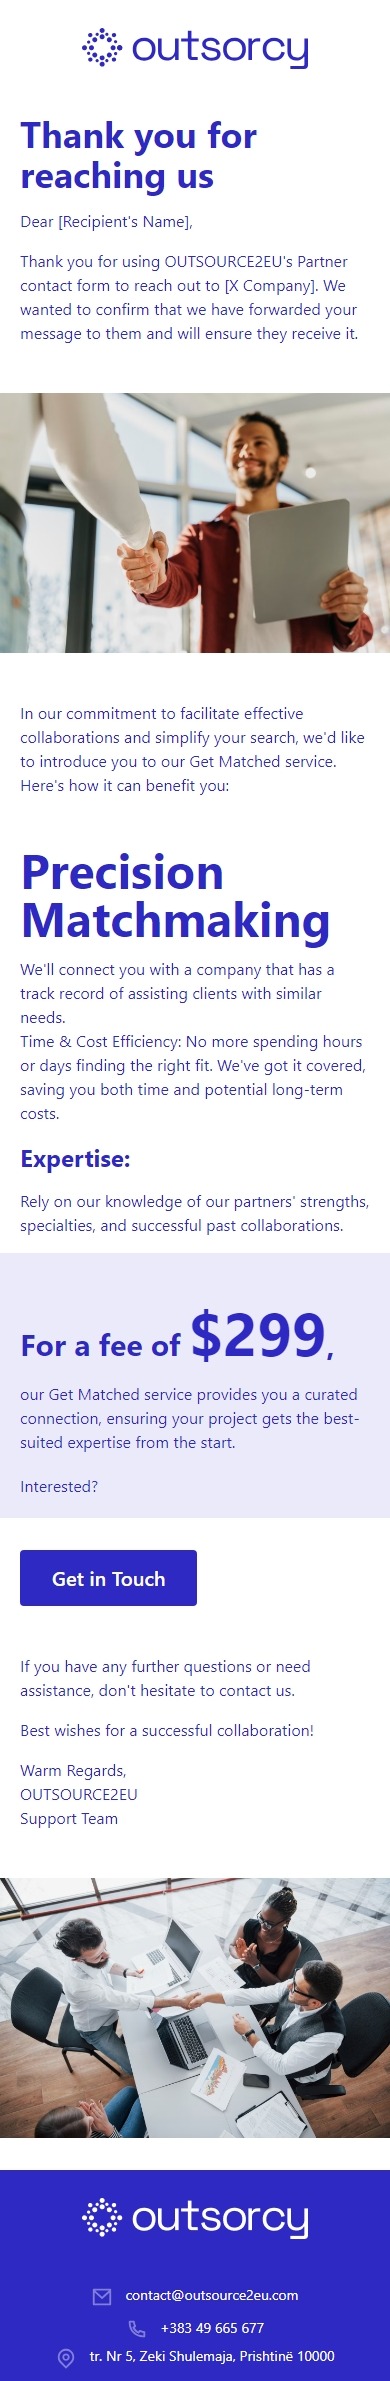 outsorcy
Thank you for
reaching us
Dear [Recipient's Name],
Thank you for using OUTSOURCE2EU's Partner
contact form to reach out to [X Company]. We
wanted to confirm that we have forwarded your
message to them and will ensure they receive it.
In our commitment to facilitate effective
collaborations and simplify your search, we'd like
to introduce you to our Get Matched service.
Here's how it can benefit you:
Precision
Matchmaking
We'll connect you with a company that has a
track record of assisting clients with similar
needs.
Time & Cost Efficiency: No more spending hours
or days finding the right fit. We've got it covered,
saving you both time and potential long-term
costs.
Expertise:
Rely on our knowledge of our partners' strengths,
specialties, and successful past collaborations.
For a fee of $299,
our Get Matched service provides you a curated
connection, ensuring your project gets the best-
suited expertise from the start.
Interested?
Get in Touch
If you have any further questions or need
assistance, don't hesitate to contact us.
Best wishes for a successful collaboration!
Warm Regards,
OUTSOURCE2EU
Support Team
outsorcy
contact@outsource2eu.com
+383 49 665 677
tr. Nr 5, Zeki Shulemaja, Prishtinë 10000